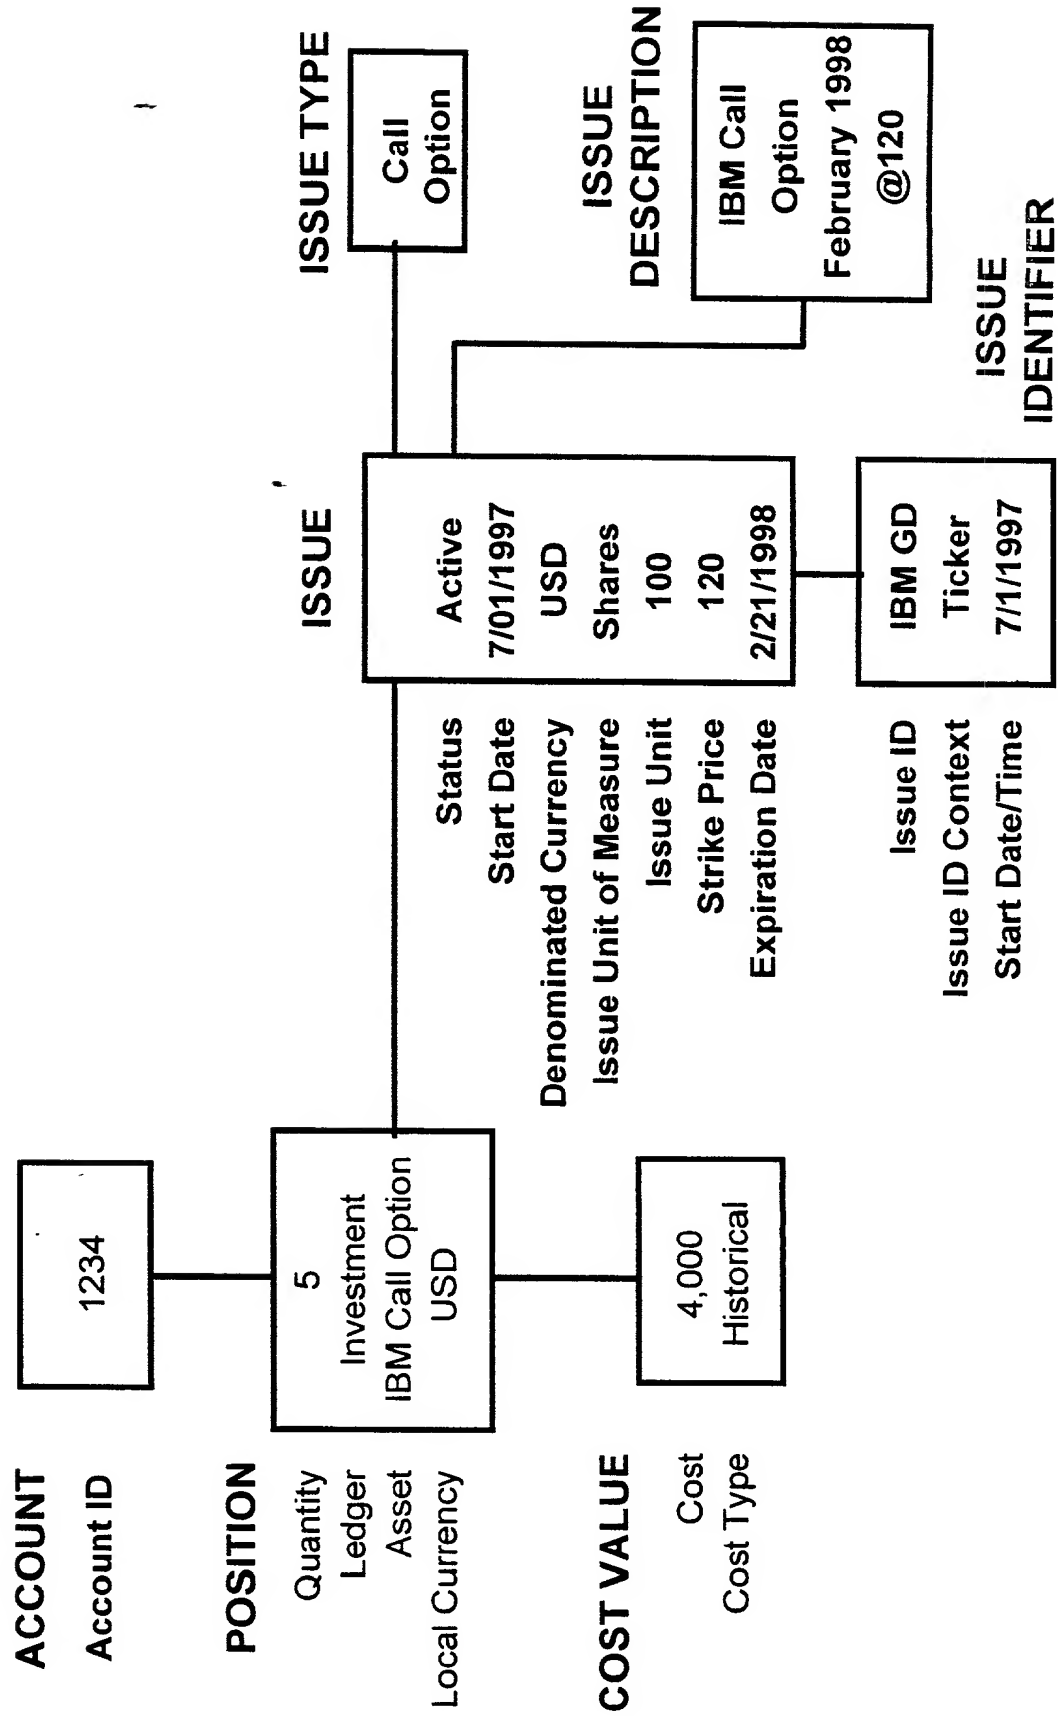 ACCOUNT
Account ID
1234
POSITION
Quantity
Ledger
Asset
Local Currency
5
Investment
IBM Call Option
USD
COST VALUE
Cost
Cost Type
4,000
Historical
ISSUE
Status
Start Date
Denominated Currency
Issue Unit of Measure
Issue Unit
Strike Price
Expiration Date
Active
7/01/1997
USD
Shares
100
120
2/21/1998
ISSUE TYPE
Call
Option
ISSUE
DESCRIPTION
IBM Call
Option
February 1998
@120
ISSUE
IDENTIFIER
Issue ID
Issue ID Context
Start Date/Time
IBM GD
Ticker
7/1/1997